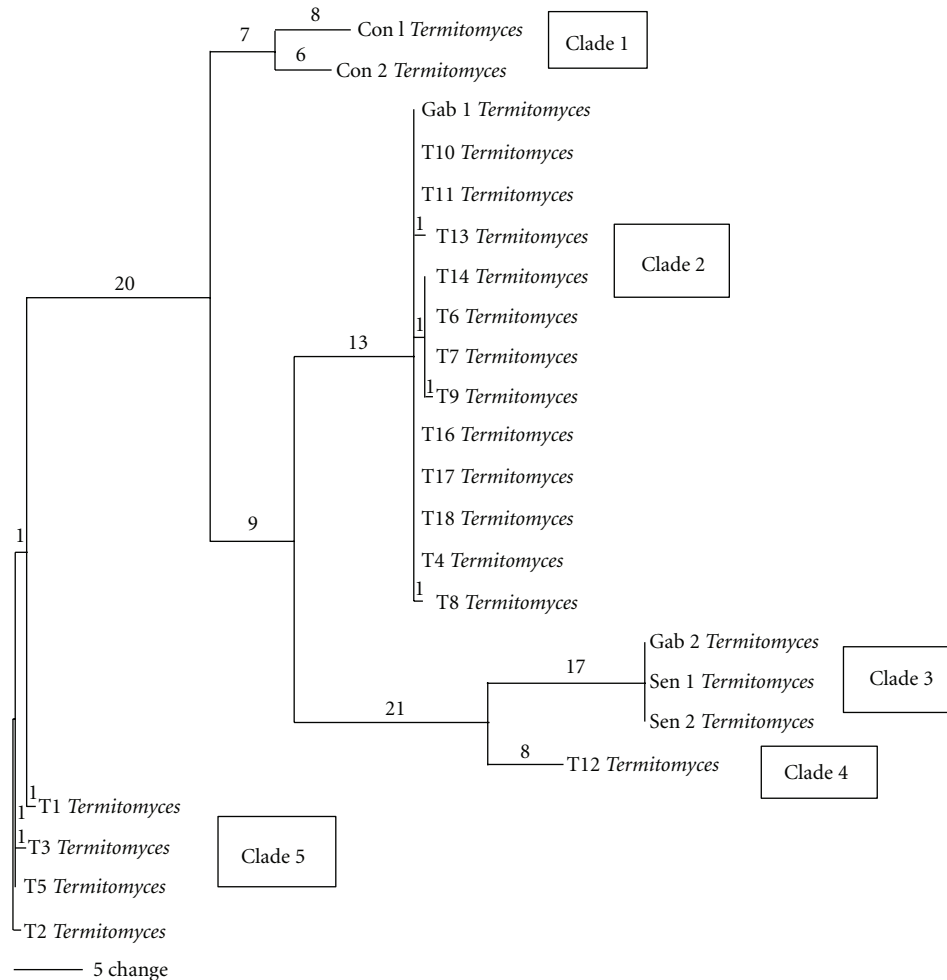 8
Con 1 Termitomyces
7
Clade 1
6
Con 2 Termitomyces
Gab 1 Termitomyces
T10 Termitomyces
T11 Termitomyces
1
T13 Termitomyces
Clade 2
T14 Termitomyces
20
T6 Termitomyces
1
13
T7 Termitomyces
1
T9 Termitomyces
T16 Termitomyces
T17 Termitomyces
T18 Termitomyces
9
1
T4 Termitomyces
1
T8 Termitomyces
Gab 2 Termitomyces
17
Sen 1 Termitomyces
Clade 3
21
Sen 2 Termitomyces
8
T12 Termitomyces
Clade 4
1
T1 Termitomyces
1
1
T3 Termitomyces
Clade 5
T5 Termitomyces
T2 Termitomyces
5 change